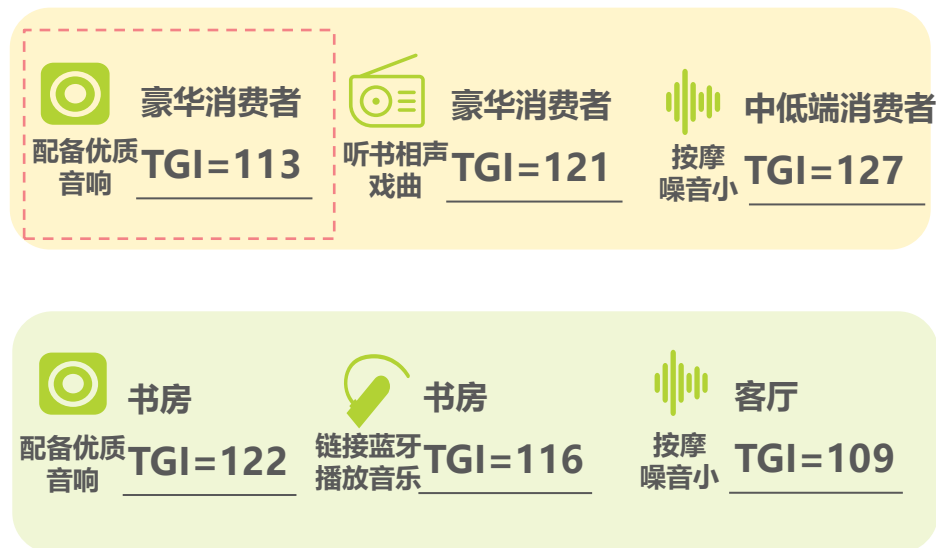 豪华消费者
配备优质
音响
TGI=113
豪华消费者
听书相声
戏曲
TGI=121
中低端消费者
按摩
噪音小
TGI=127
书房
配备优质
音响
TGI=122
书房
链接蓝牙
播放音乐
TGI=116
客厅
按摩
噪音小
TGI=109